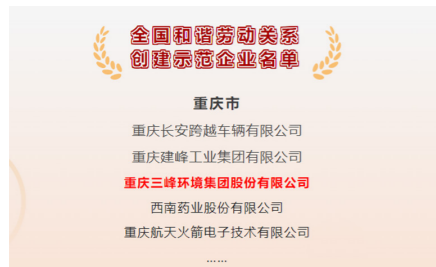 全国和谐劳动关系
创建示范企业名单
重庆市
重庆长安跨越车辆有限公司
重庆建峰工业集团有限公司
重庆三峰环境集团股份有限公司
西南药业股份有限公司
重庆航天火箭电子技术有限公司
……